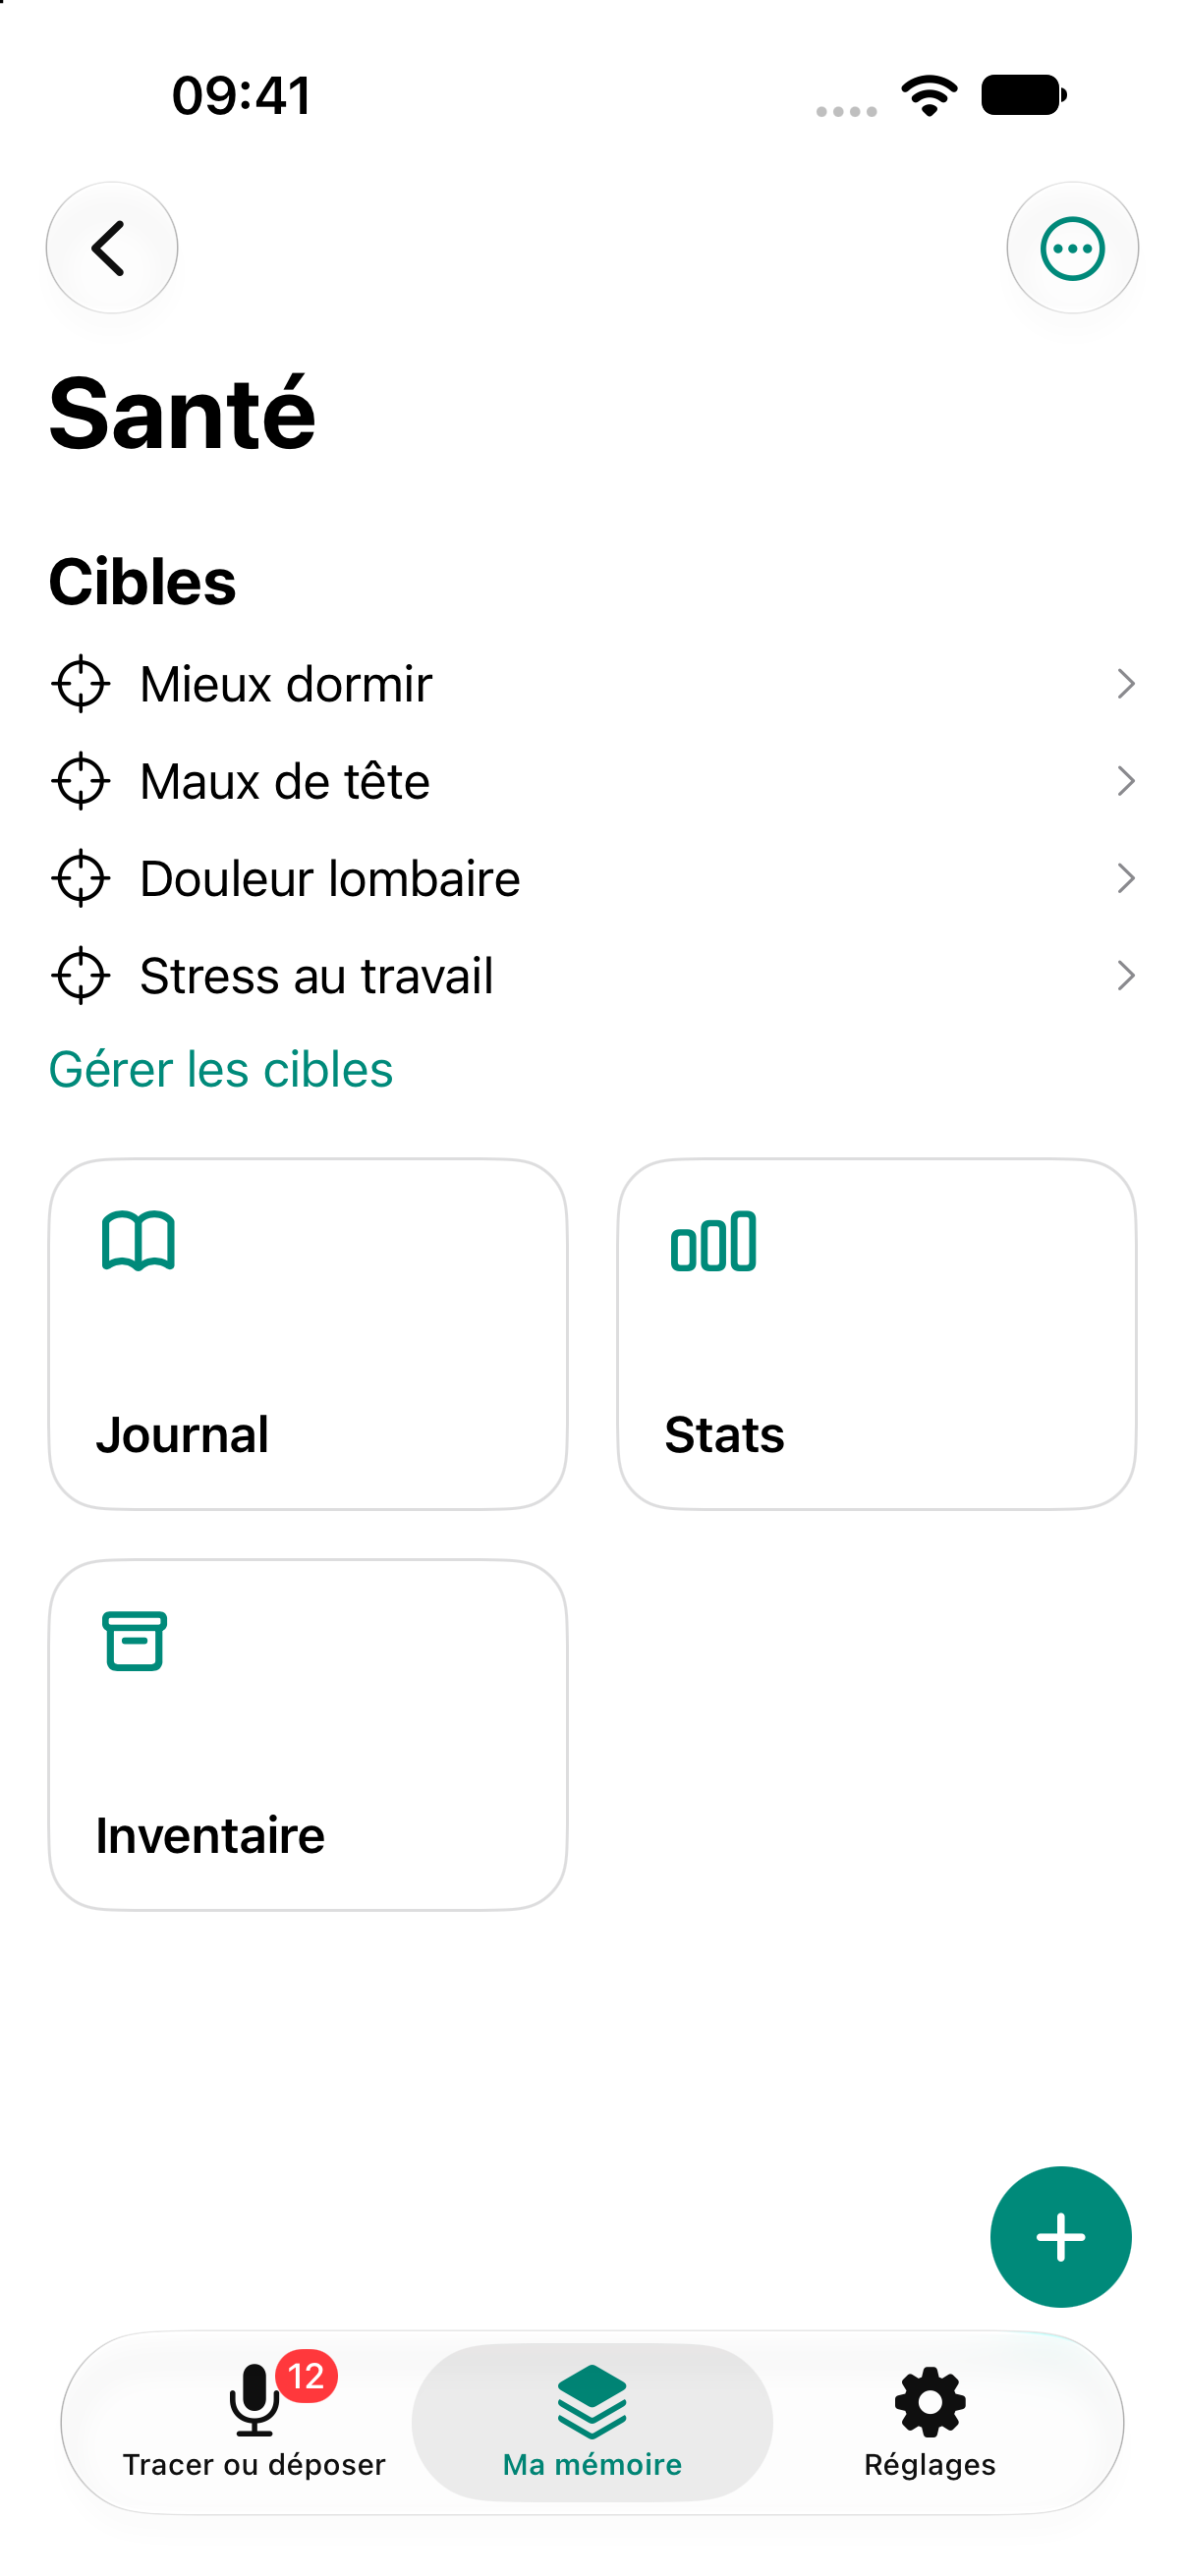 09:41
Santé
Cibles
Mieux dormir
Maux de tête
Douleur lombaire
Stress au travail
Gérer les cibles
Journal
Stats
Inventaire
12
Tracer ou déposer
Ma mémoire
Réglages